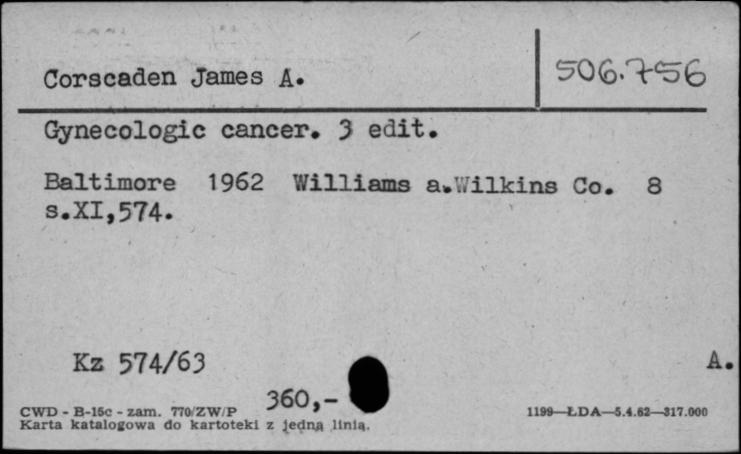 Corscaden James A.
506.756
Gynecologic cancer. 3 edit.
Baltimore 1962 Williams a.Wilkins Co. 8
s.XI,574.
Kz 574/63
A.
360,-
CWD - B-15c - zam. 770/ZW/P
1199—ŁDA—5.4.62—317.000
Karta katalogowa do kartoteki z jedną linią.